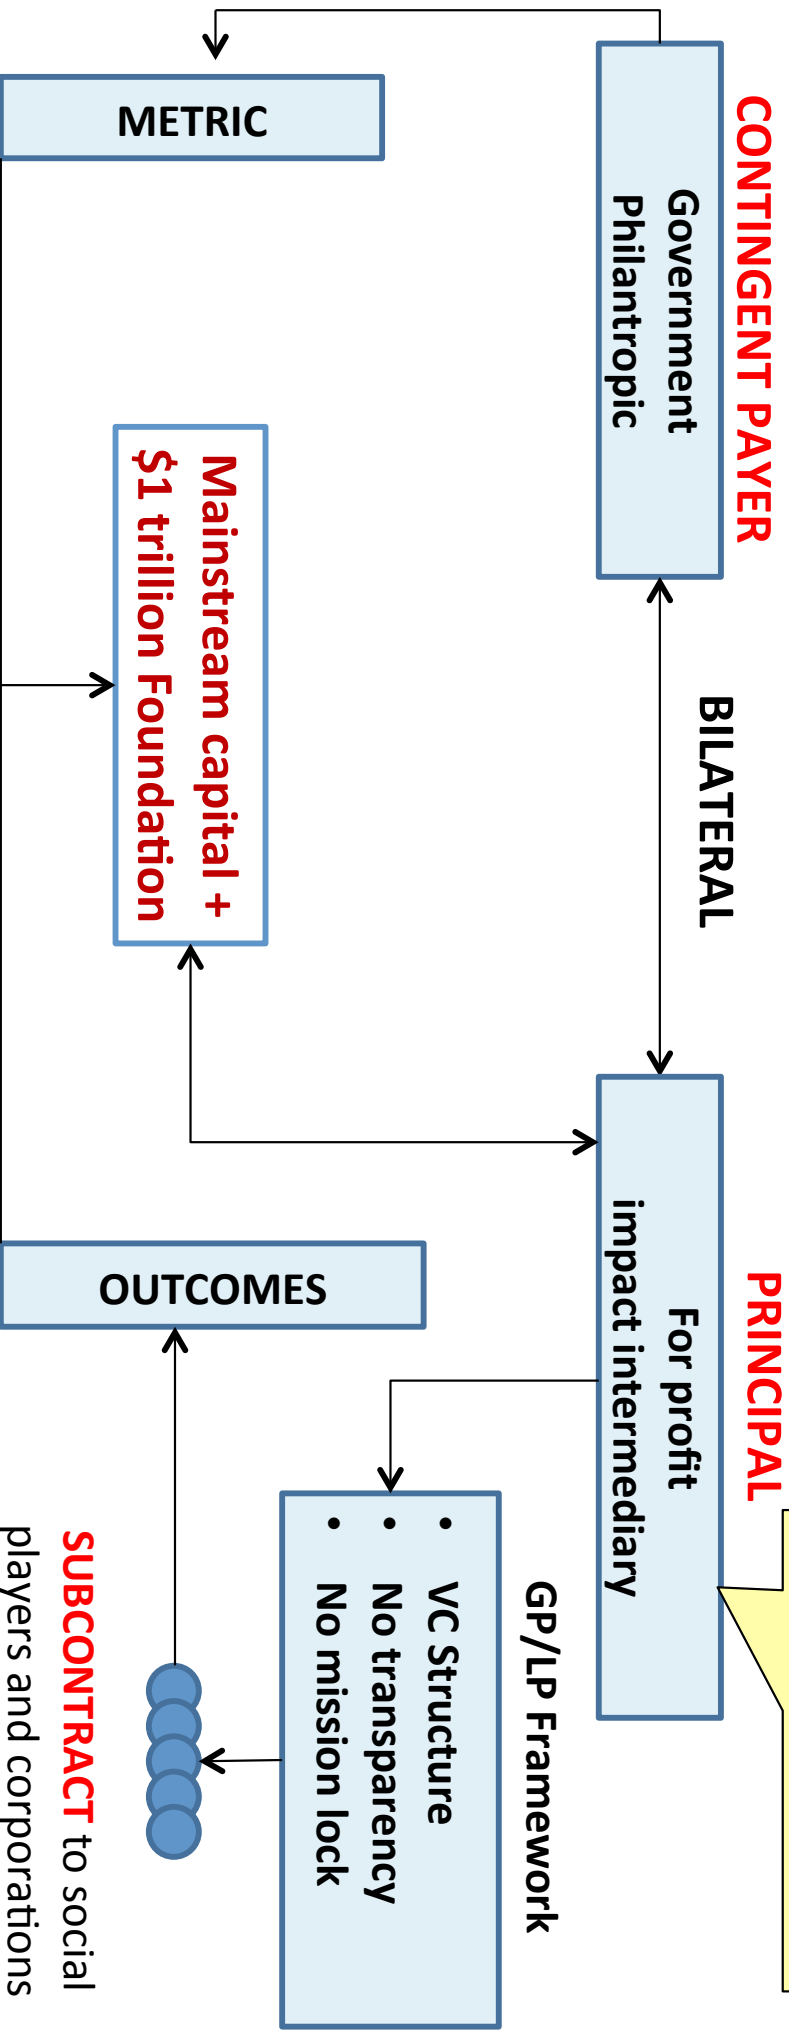 CONTINGENT PAYER
Government
Philantropic
BILATERAL
PRINCIPAL
For profit
impact intermediary
METRIC
Mainstream capital +
$1 trillion Foundation
OUTCOMES
GP/LP Framework
• VC Structure
• No transparency
• No mission lock
SUBCONTRACT to social
players and corporations